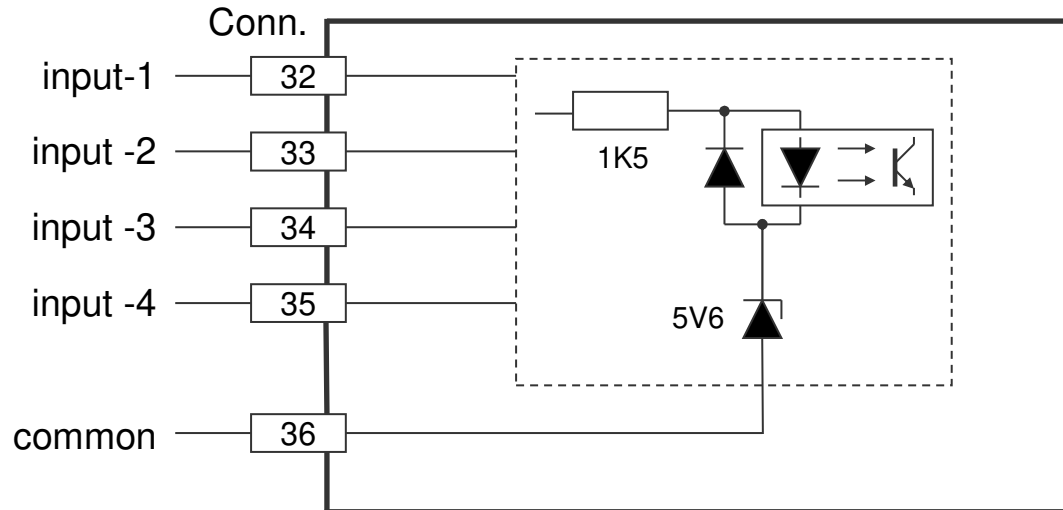 Conn.
input-1 32
input -2 33
input -3 34
input -4 35
common 36
1K5
5V6